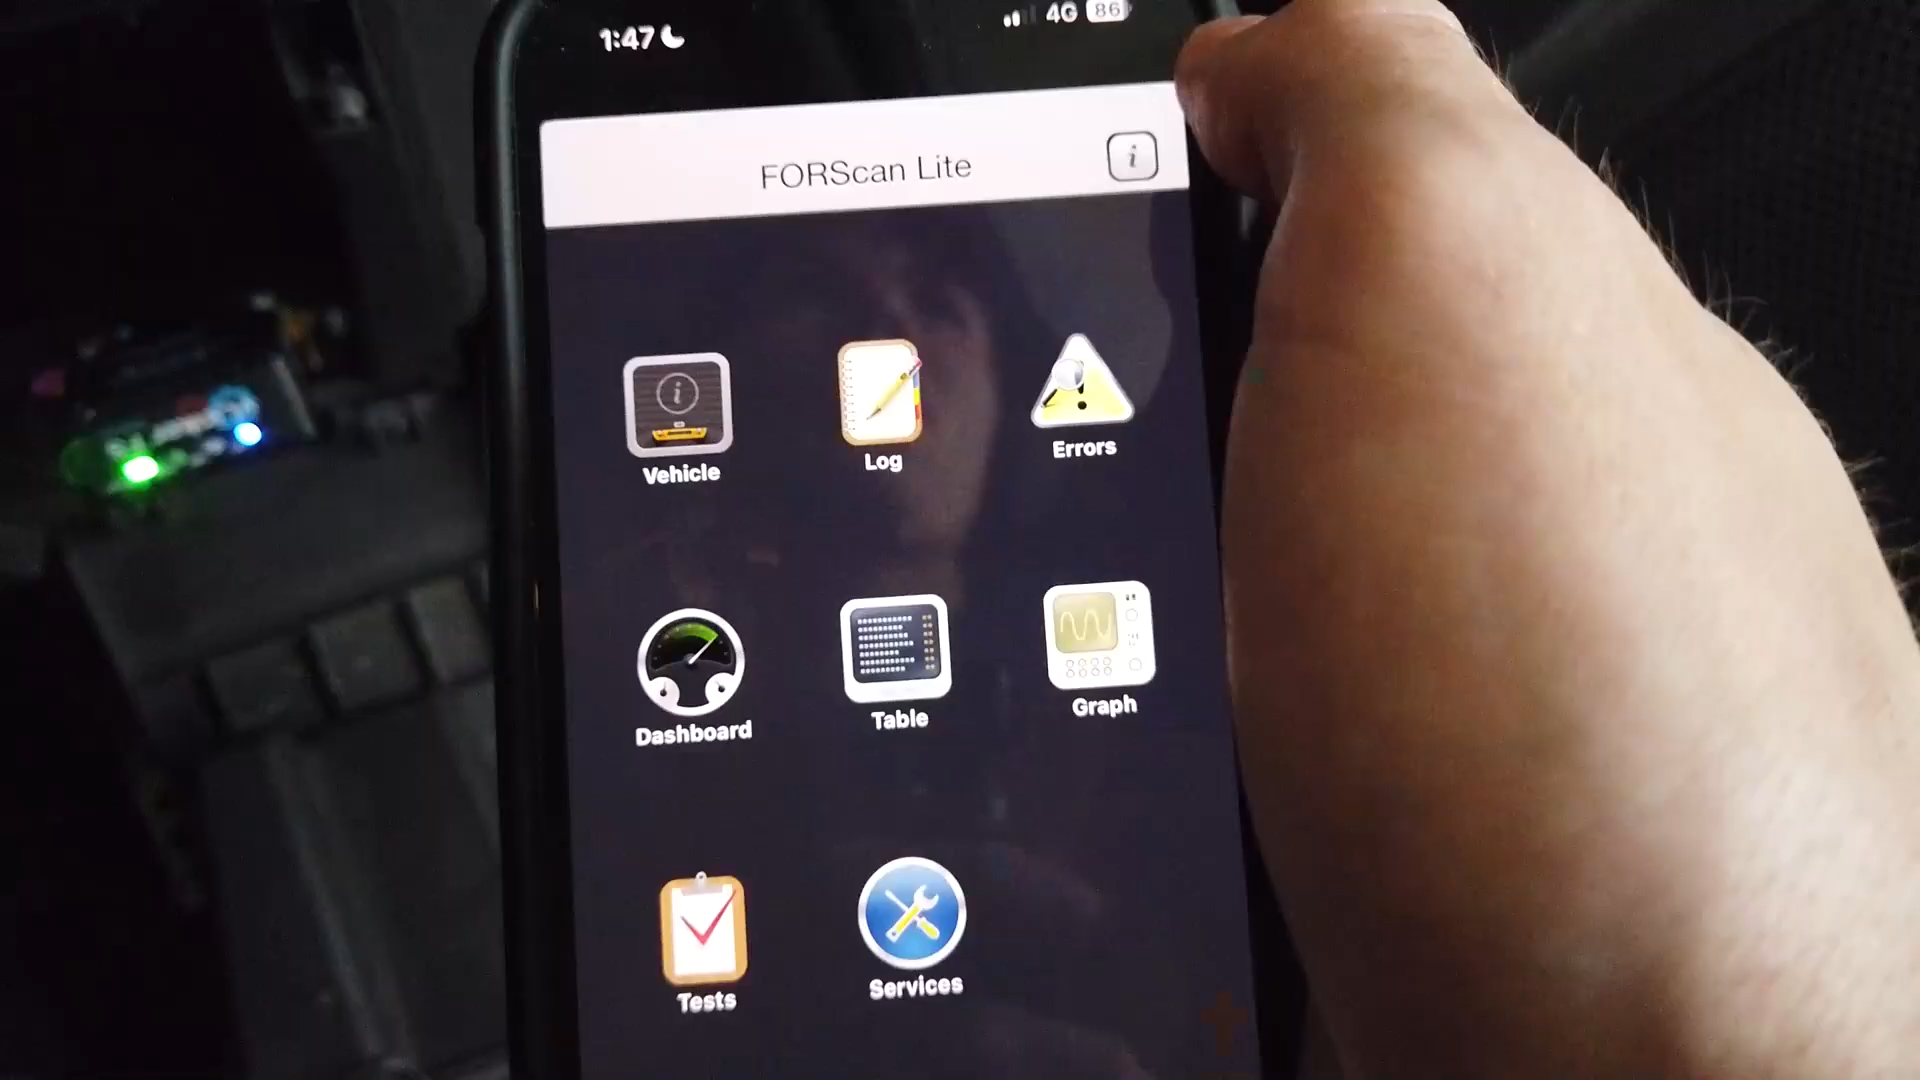 1:47
4G 86
FORScan Lite
i
Vehicle
Log
Errors
Dashboard
Table
Graph
Tests
Services